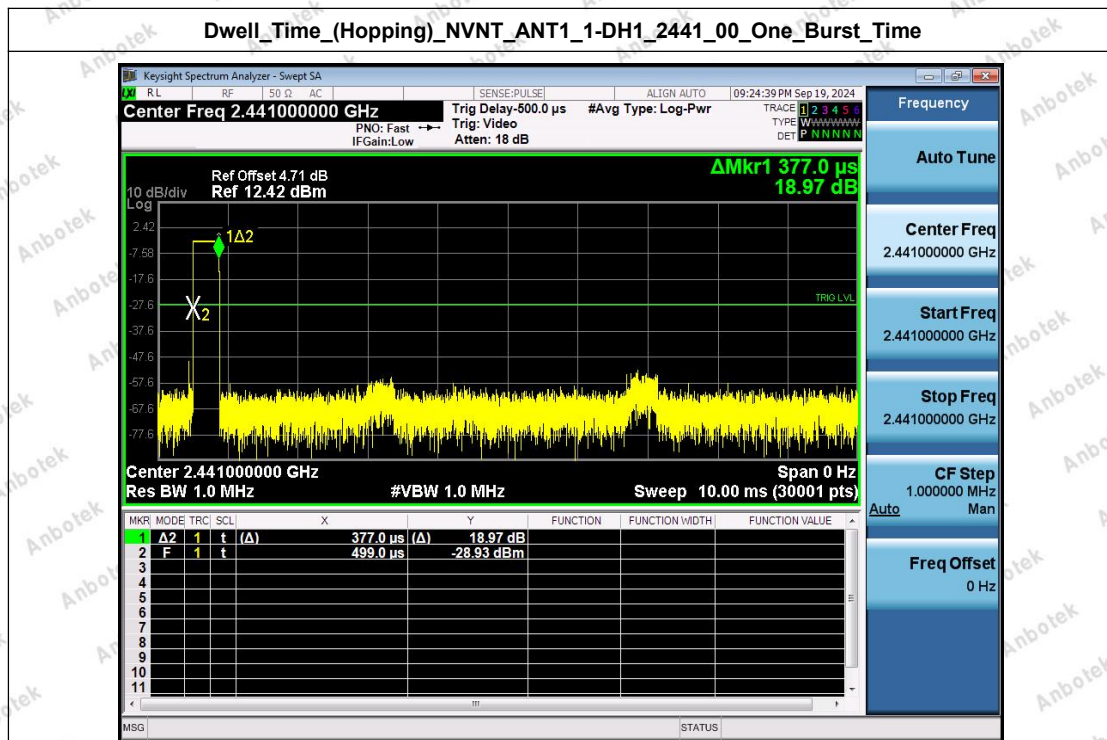 Dwell_Time_(Hopping)_NVNT_ANT1_1-DH1_2441_00_One_Burst_Time
Keysight Spectrum Analyzer - Swept SA
LXI RL RF 50 Ω AC SENSE:PULSE ALIGN AUTO 09:24:39 PM Sep 19, 2024
Center Freq 2.441000000 GHz
PNO: Fast
IFGain:Low
Trig Delay-500.0 µs
Trig: Video
Atten: 18 dB
#Avg Type: Log-Pwr
TRACE 1 2 3 4 5 6
TYPE WWWWWWW
DET P N N N N N
Frequency
Auto Tune
Center Freq
2.441000000 GHz
Start Freq
2.441000000 GHz
Stop Freq
2.441000000 GHz
CF Step
1.000000 MHz
Auto Man
Freq Offset
0 Hz
ΔMkr1 377.0 µs
18.97 dB
Ref Offset 4.71 dB
10 dB/div Ref 12.42 dBm
Log
2.42
-7.58
-17.6
-27.6
-37.6
-47.6
-57.6
-67.6
-77.6
1Δ2
2
TRIG LVL
Center 2.441000000 GHz Span 0 Hz
Res BW 1.0 MHz #VBW 1.0 MHz Sweep 10.00 ms (30001 pts)
MKR MODE TRC SCL X Y FUNCTION FUNCTION WIDTH FUNCTION VALUE
1 Δ2 1 t (Δ) 377.0 µs (Δ) 18.97 dB
2 F 1 t 499.0 µs -28.93 dBm
3
4
5
6
7
8
9
10
11
MSG STATUS
Anbotek